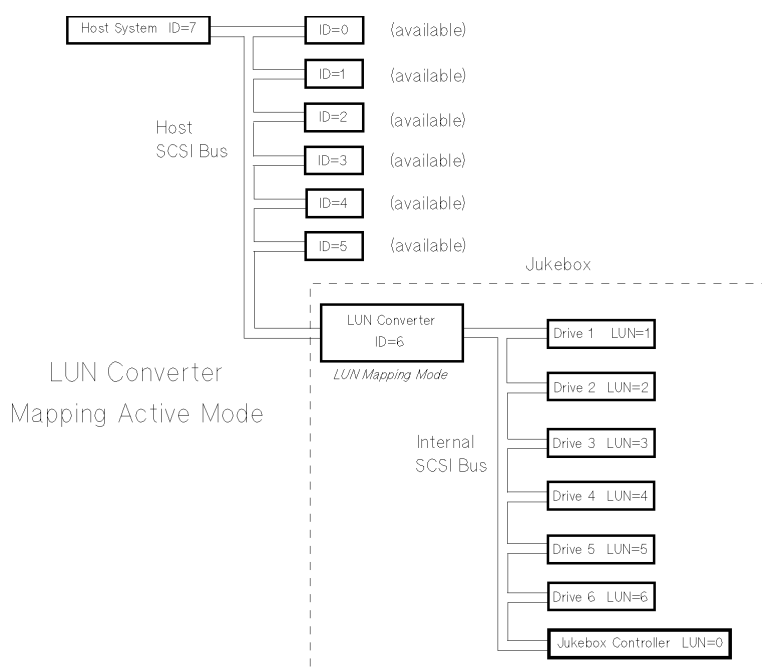 Host System ID=7
ID=0 (available)
ID=1 (available)
ID=2 (available)
ID=3 (available)
ID=4 (available)
ID=5 (available)
Host
SCSI Bus
Jukebox
LUN Converter
ID=6
LUN Mapping Mode
LUN Converter
Mapping Active Mode
Internal
SCSI Bus
Drive 1 LUN=1
Drive 2 LUN=2
Drive 3 LUN=3
Drive 4 LUN=4
Drive 5 LUN=5
Drive 6 LUN=6
Jukebox Controller LUN=0